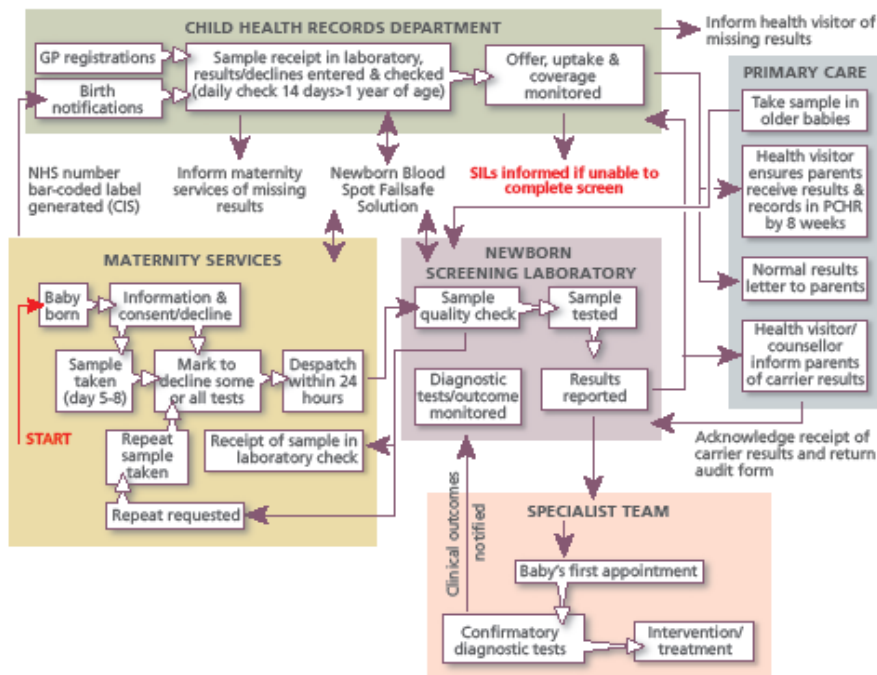 CHILD HEALTH RECORDS DEPARTMENT
GP registrations
Birth
notifications
Sample receipt in laboratory,
results/declines entered & checked
(daily check 14 days>1 year of age)
Offer, uptake &
coverage
monitored
Inform health visitor of
missing results
NHS number
bar-coded label
generated (CIS)
Inform maternity
services of missing
results
Newborn Blood
Spot Failsafe
Solution
SILs informed if unable to
complete screen
PRIMARY CARE
Take sample in
older babies
Health visitor
ensures parents
receive results &
records in PCHR
by 8 weeks
Normal results
letter to parents
Health visitor/
counsellor
inform parents
of carrier results
Acknowledge receipt of
carrier results and return
audit form
MATERNITY SERVICES
Baby
born
Information &
consent/decline
Sample
taken
(day 5-8)
Mark to
decline some
or all tests
Despatch
within 24
hours
START
Repeat
sample
taken
Receipt of sample in
laboratory check
Repeat requested
NEWBORN
SCREENING LABORATORY
Sample
quality check
Sample
tested
Diagnostic
tests/outcome
monitored
Results
reported
Clinical outcomes
notified
SPECIALIST TEAM
Baby's first appointment
Confirmatory
diagnostic tests
Intervention/
treatment